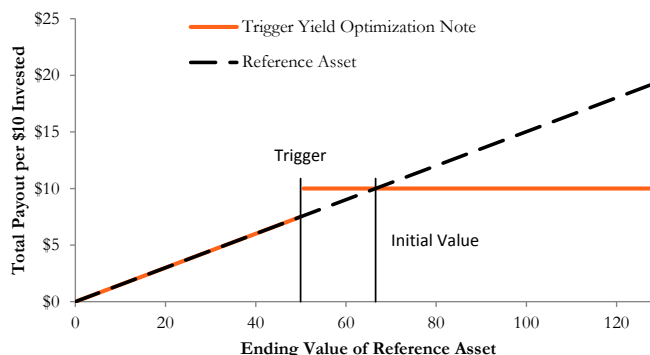 $25
Trigger Yield Optimization Note
Reference Asset
$20
$15
Trigger
$10
Initial Value
$5
$0
0 20 40 60 80 100 120
Total Payout per $10 Invested
Ending Value of Reference Asset